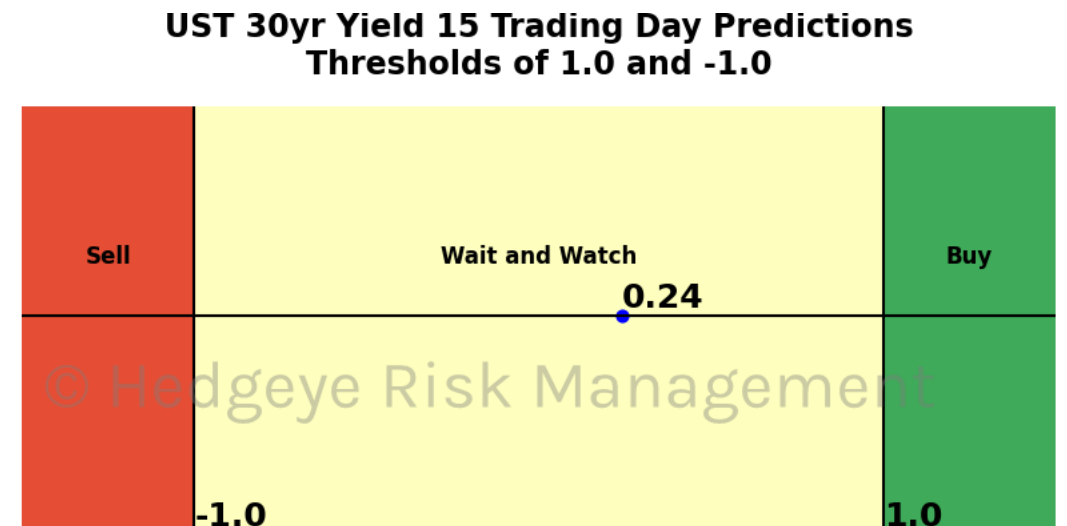 UST 30yr Yield 15 Trading Day Predictions
Thresholds of 1.0 and -1.0
Sell
Wait and Watch
Buy
0.24
© Hedgeye Risk Management
-1.0
1.0